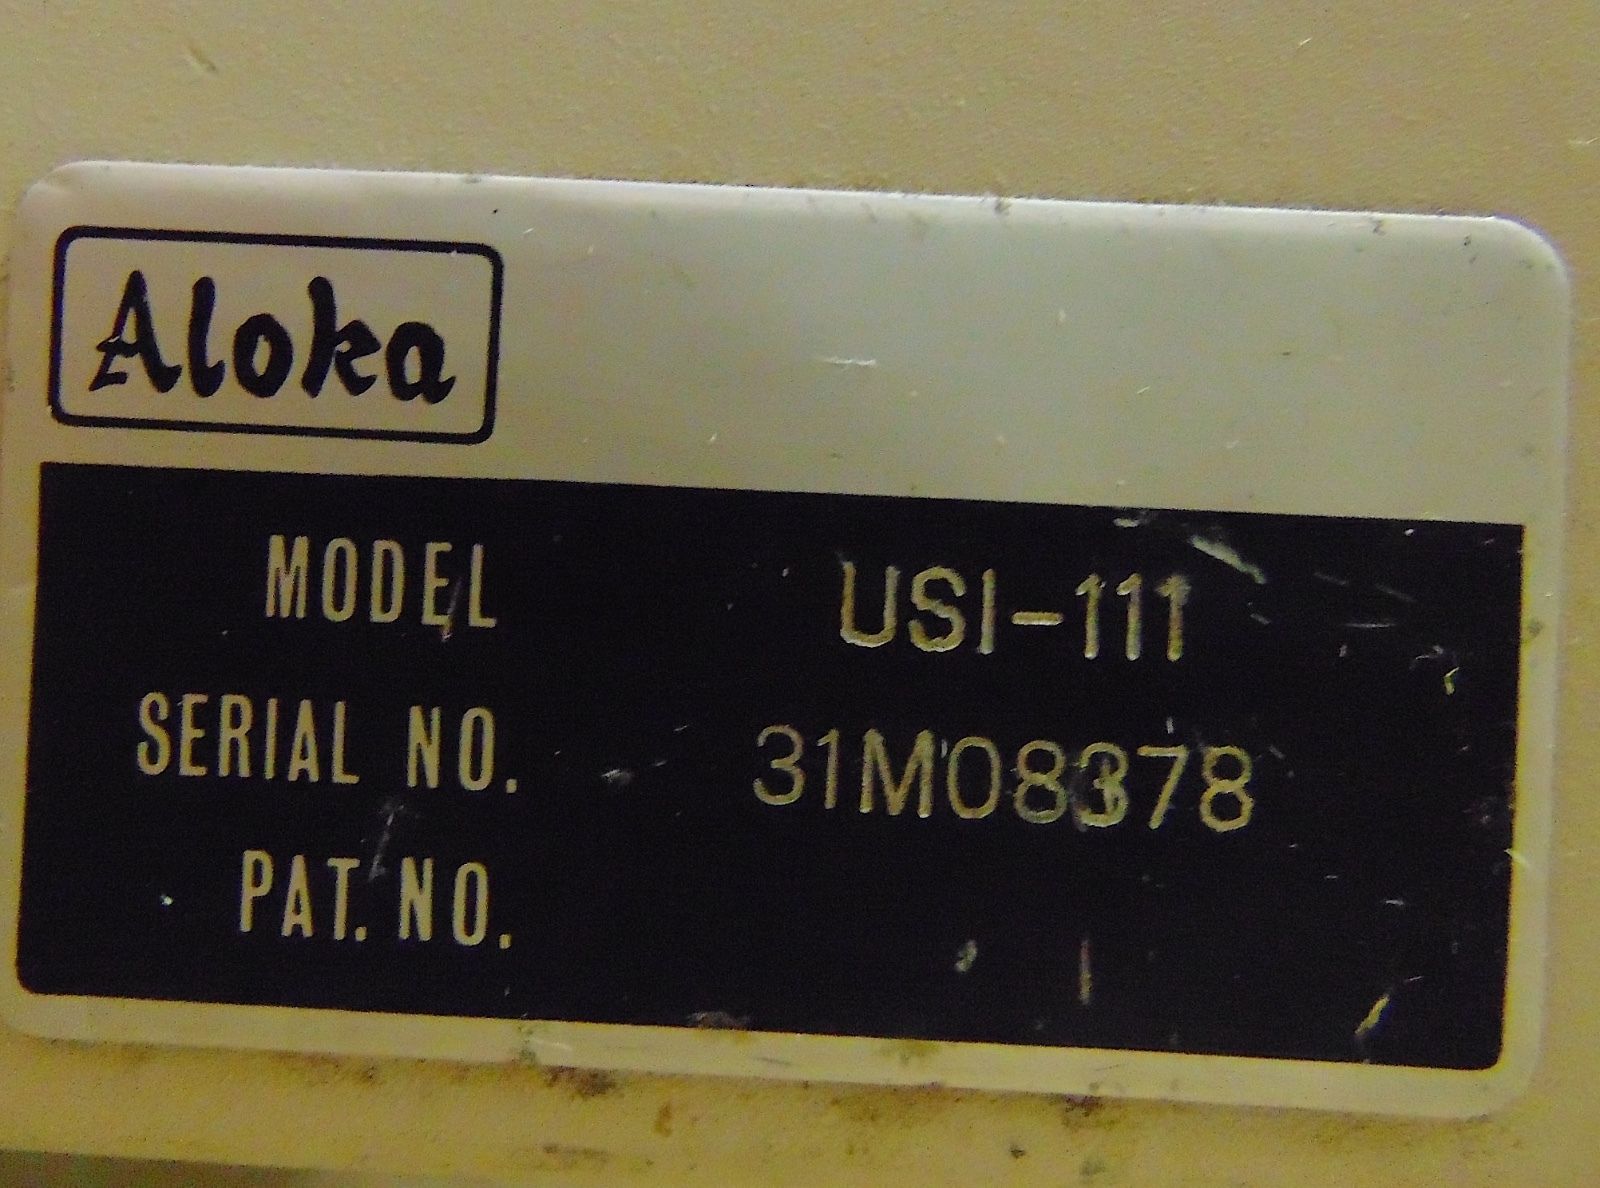 Aloka
MODEL USI-111
SERIAL NO. 31M08378
PAT. NO.